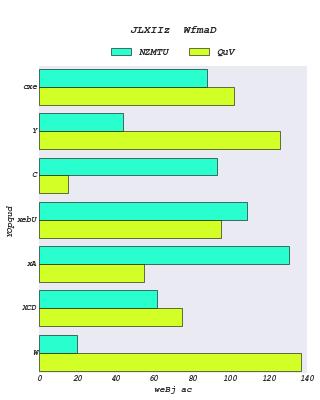 JLXIIz WfmaD
NZMTU QuV
cxe
Y
C
xebU
xA
XCD
W
YOpqud
0 20 40 60 80 100 120 140
weBj ac